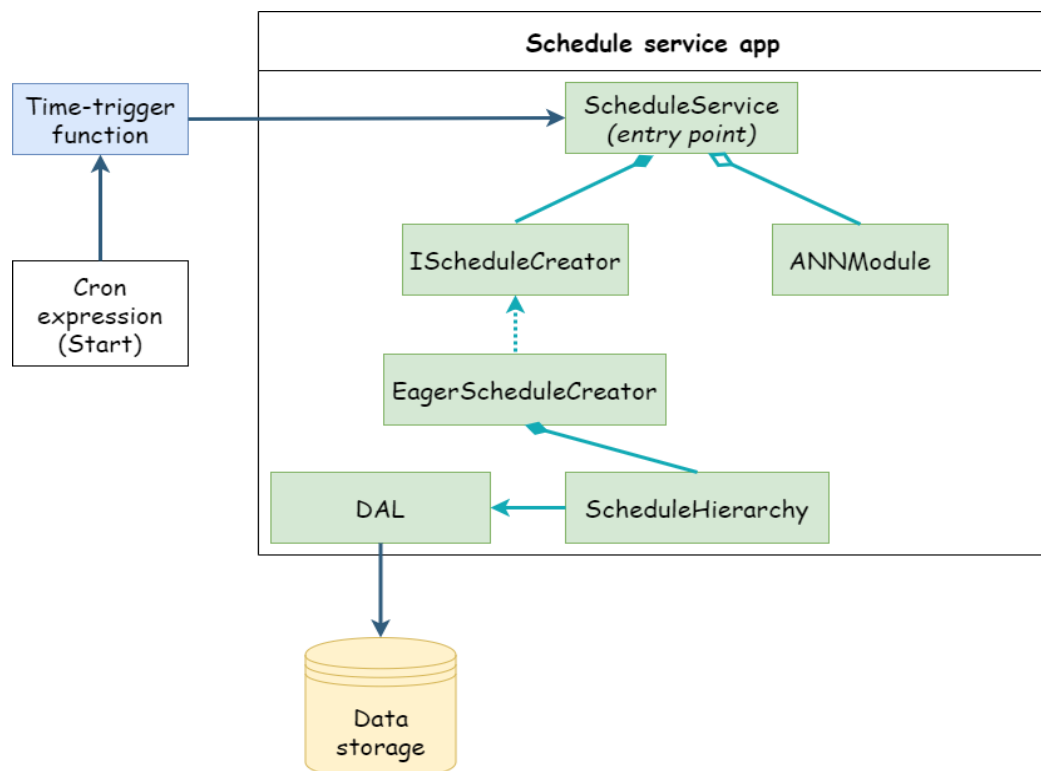 Schedule service app
Time-trigger
function
ScheduleService
(entry point)
IScheduleCreator
ANNModule
Cron
expression
(Start)
EagerScheduleCreator
DAL
ScheduleHierarchy
Data
storage